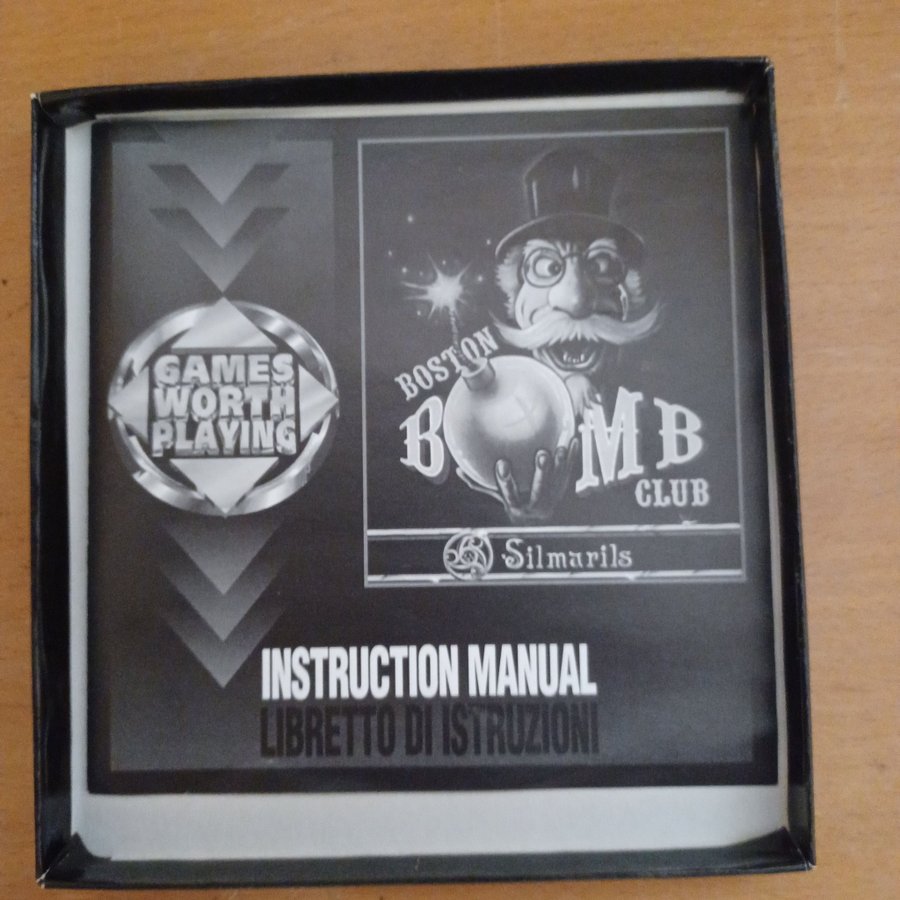 GAMES
WORTH
PLAYING
BOSTON
BOMB
CLUB
Silmarils
INSTRUCTION MANUAL
LIBRETTO DI ISTRUZIONI